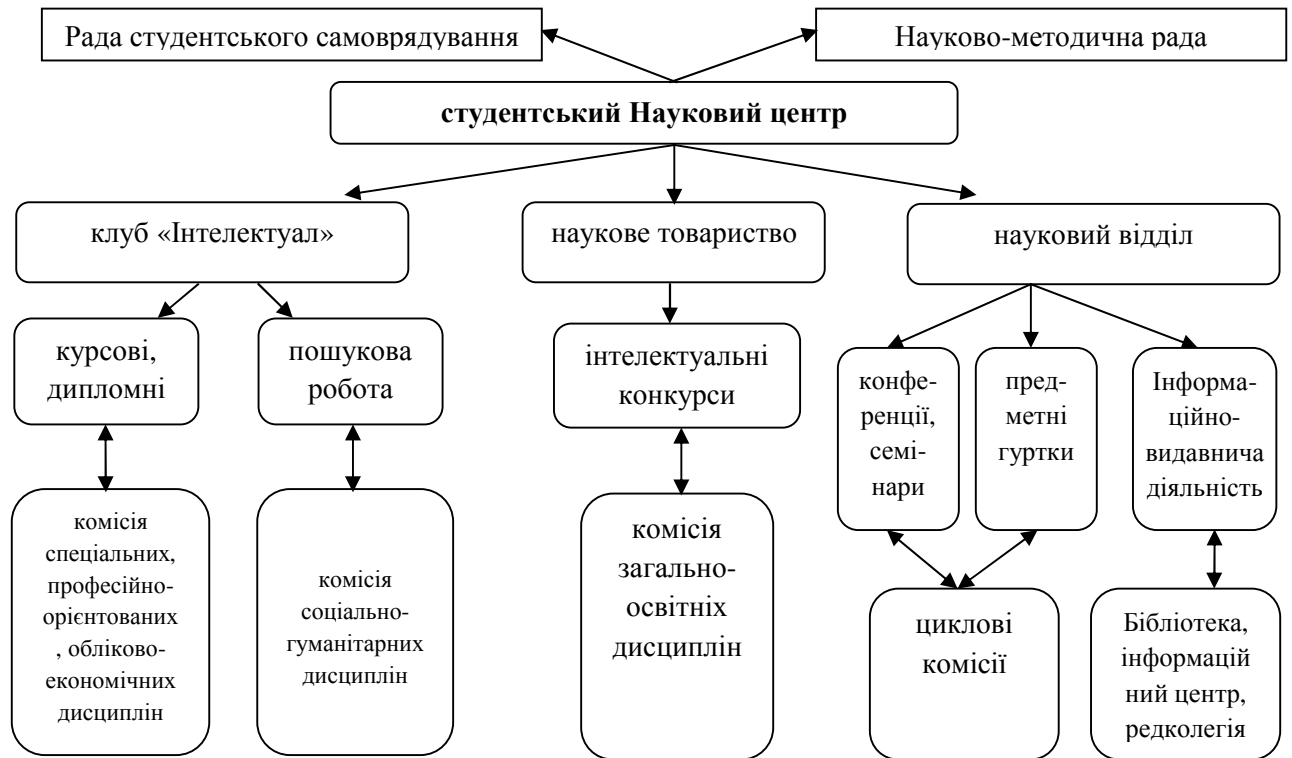 Рада студентського самоврядування
Науково-методична рада
студентський Науковий центр
клуб «Інтелектуал»
наукове товариство
науковий відділ
курсові,
дипломні
пошукова
робота
інтелектуальні
конкурси
конфе-
ренції,
семі-
нари
пред-
метні
гуртки
Інформа-
ційно-
видавнича
діяльність
комісія
спеціальних,
професійно-
орієнтованих
, обліково-
економічних
дисциплін
комісія
соціально-
гуманітарних
дисциплін
комісія
загально-
освітніх
дисциплін
циклові
комісії
Бібліотека,
інформацій
ний центр,
редколегія